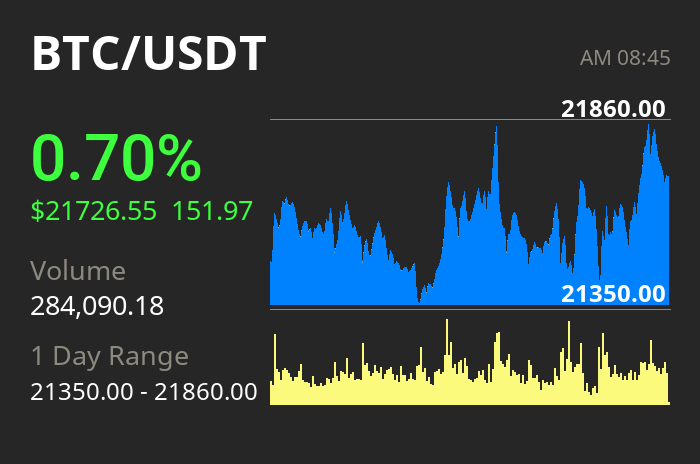 BTC/USDT
AM 08:45
21860.00
0.70%
$21726.55 151.97
Volume
284,090.18
21350.00
1 Day Range
21350.00 - 21860.00